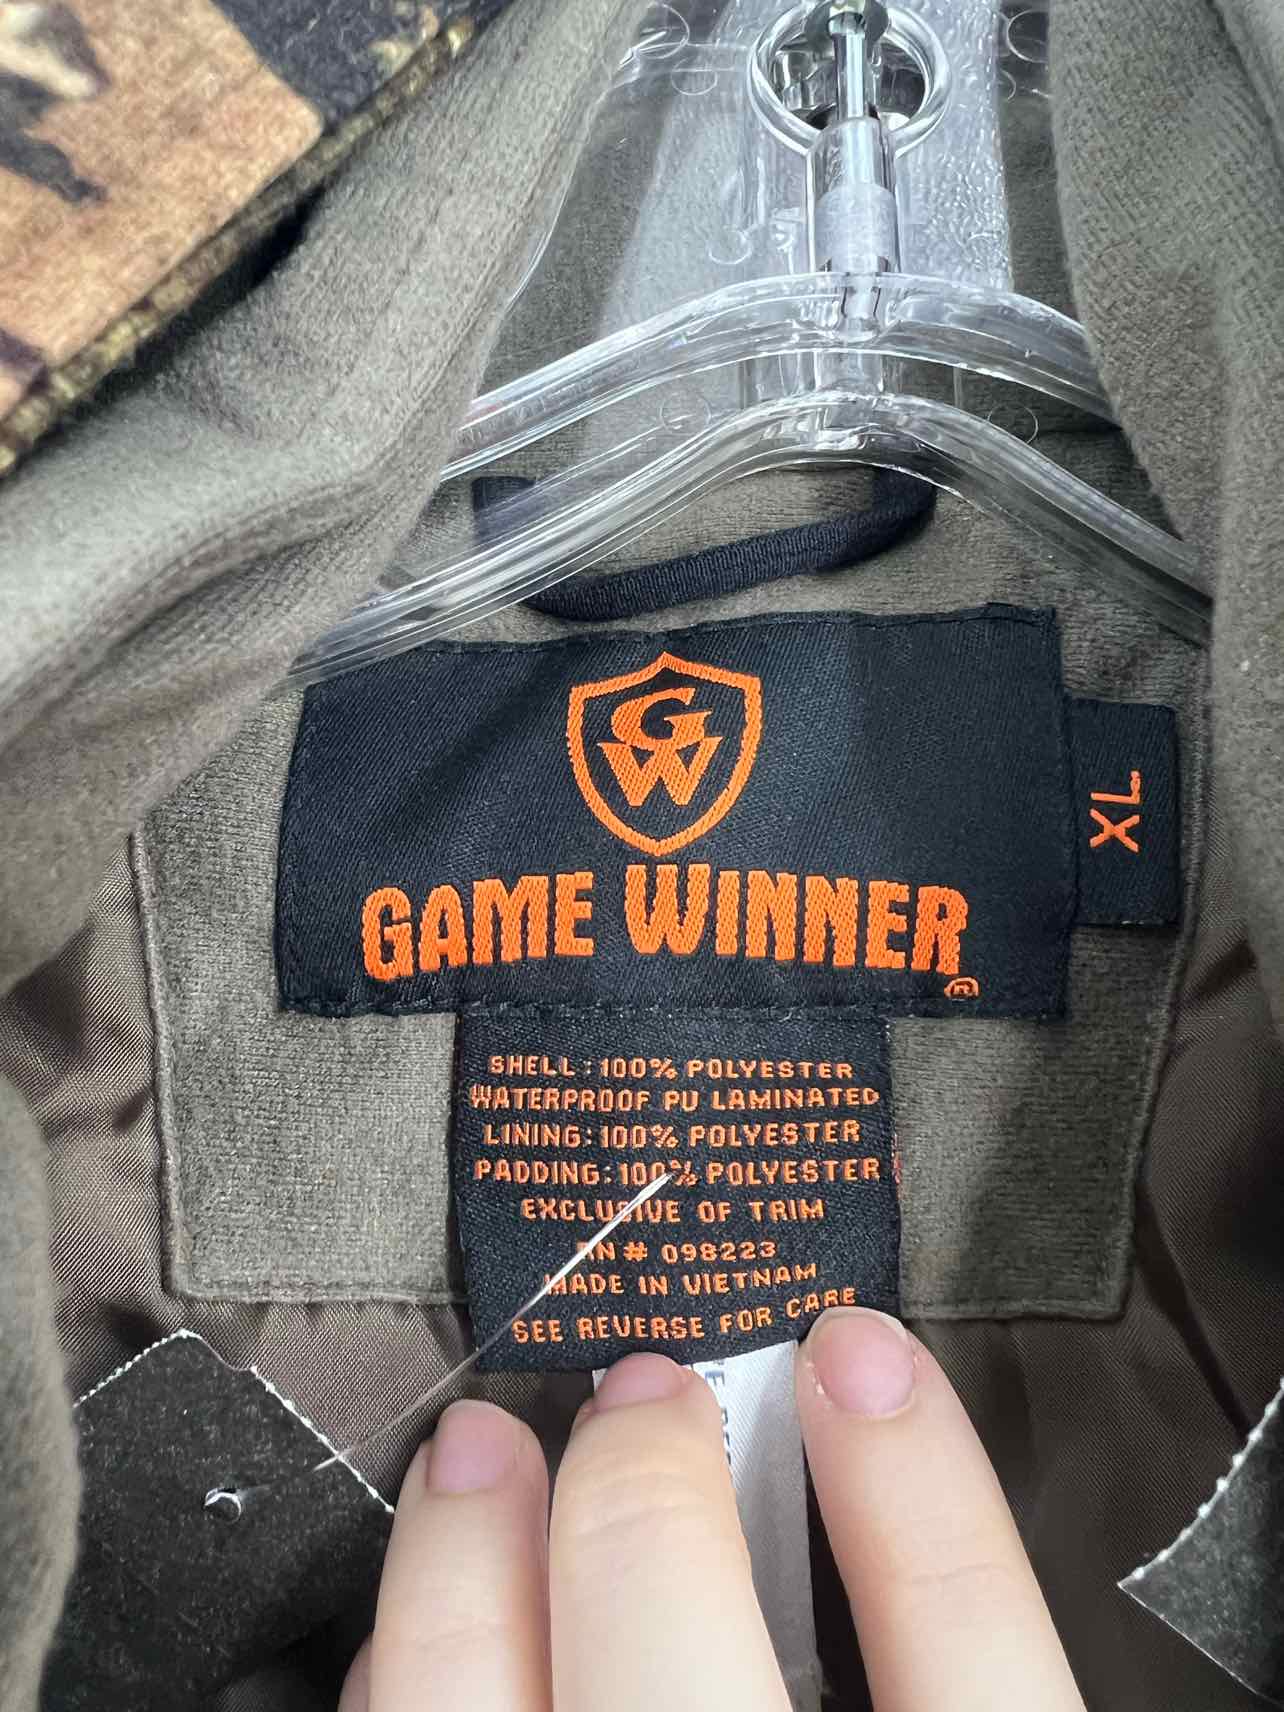 GW
GAME WINNER
®
XL
SHELL: 100% POLYESTER
WATERPROOF PU LAMINATED
LINING: 100% POLYESTER
PADDING: 100% POLYESTER
EXCLUSIVE OF TRIM
RN # 098223
MADE IN VIETNAM
SEE REVERSE FOR CARE